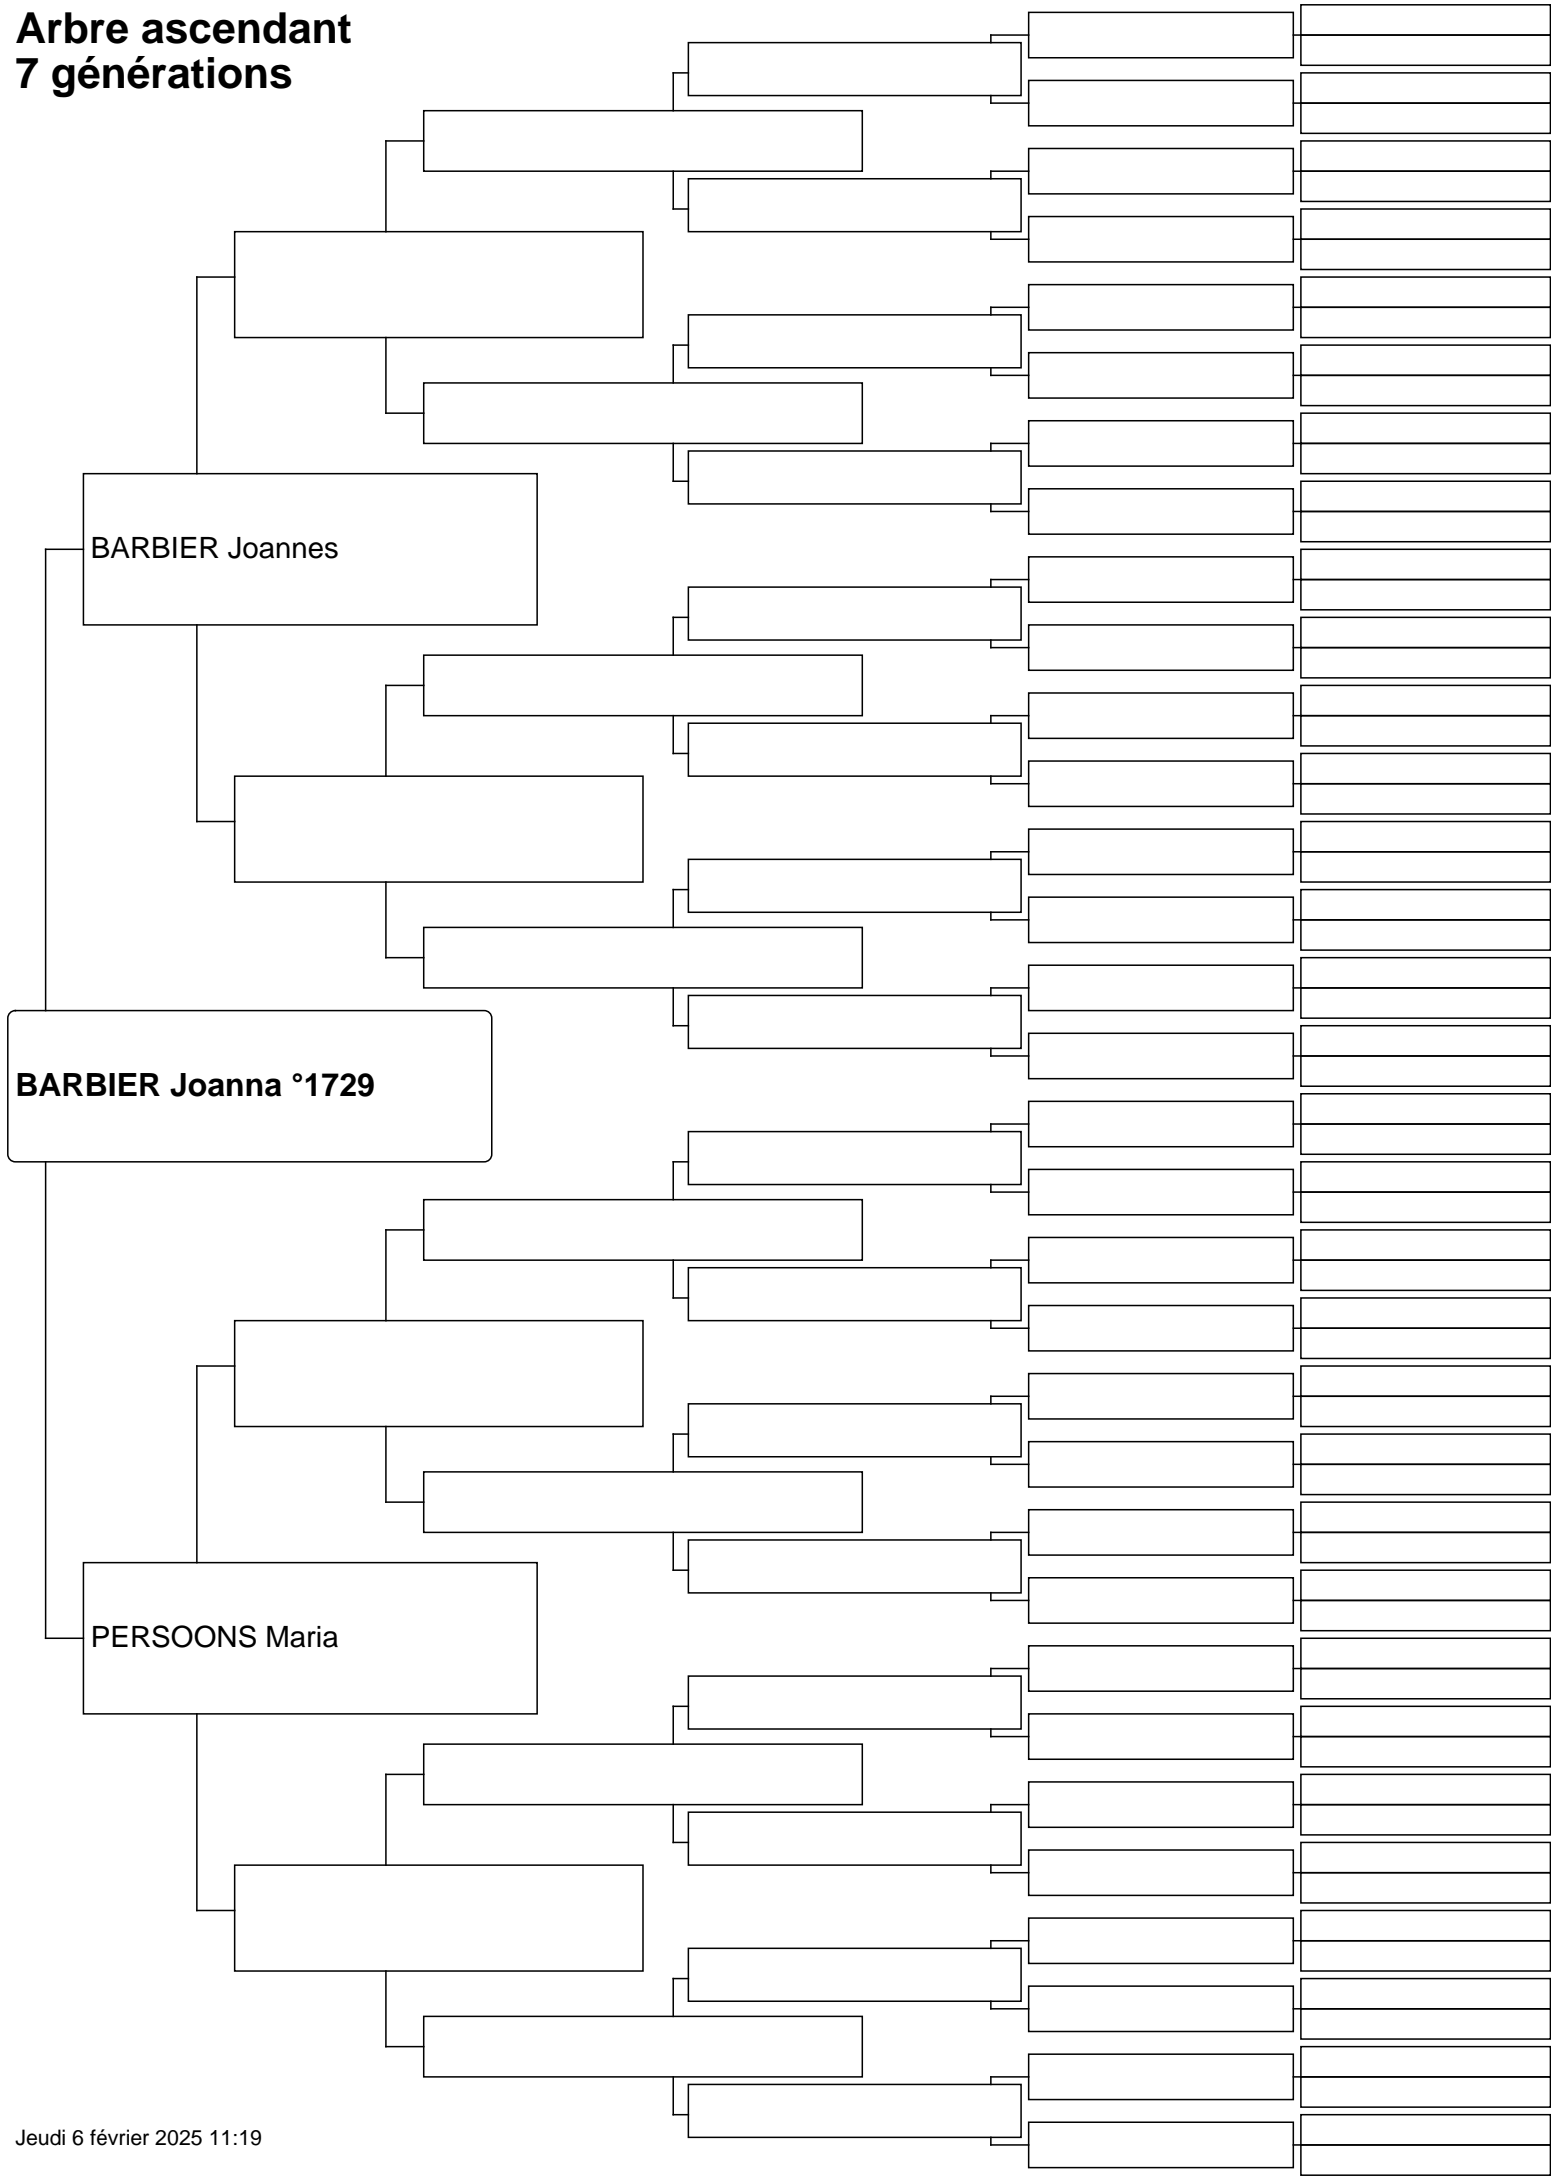 Arbre ascendant
7 générations
BARBIER Joannes
BARBIER Joanna °1729
PERSOONS Maria
Jeudi 6 février 2025 11:19